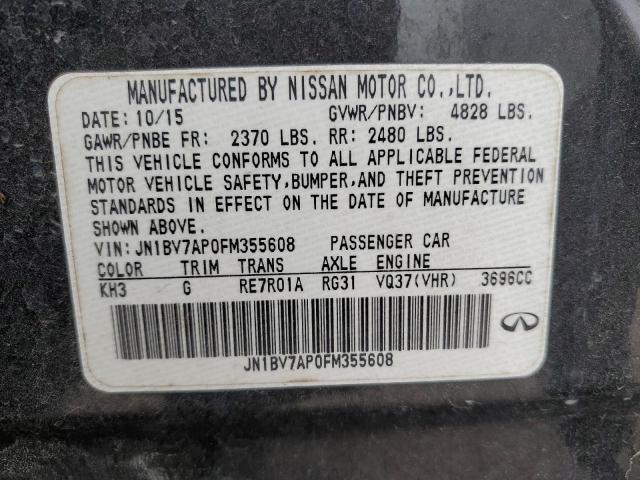 MANUFACTURED BY NISSAN MOTOR CO.,LTD.
DATE: 10/15 GVWR/PNBV: 4828 LBS.
GAWR/PNBE FR: 2370 LBS. RR: 2480 LBS.
THIS VEHICLE CONFORMS TO ALL APPLICABLE FEDERAL
MOTOR VEHICLE SAFETY,BUMPER,AND THEFT PREVENTION
STANDARDS IN EFFECT ON THE DATE OF MANUFACTURE
SHOWN ABOVE.
VIN:JN1BV7AP0FM355608 PASSENGER CAR
COLOR TRIM TRANS AXLE ENGINE
KH3 G RE7R01A RG31 VQ37(VHR) 3696CC
JN1BV7AP0FM355608